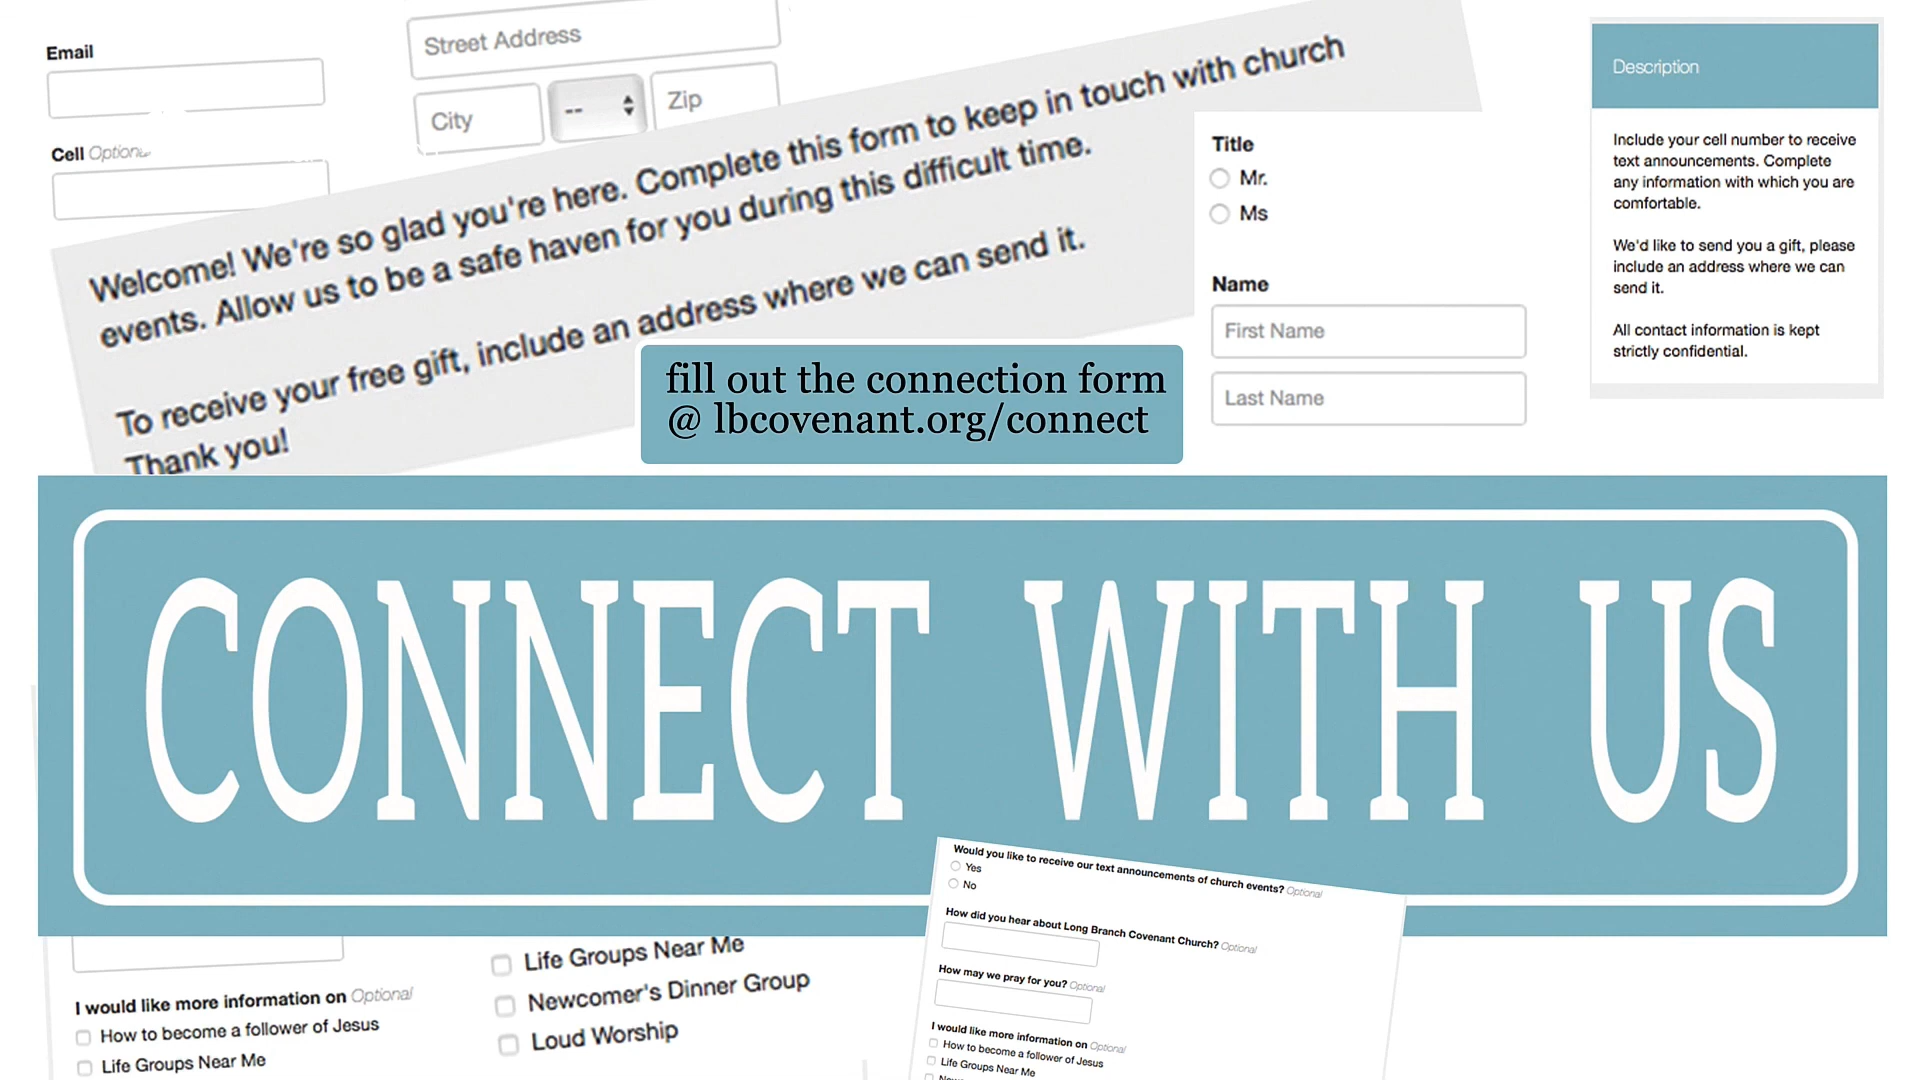 Email
Cell Optional
Street Address
City
--
Zip
Welcome! We're so glad you're here. Complete this form to keep in touch with church
events. Allow us to be a safe haven for you during this difficult time.
To receive your free gift, include an address where we can send it.
Thank you!
Title
Mr.
Ms
Name
First Name
Last Name
Description
Include your cell number to receive
text announcements. Complete
any information with which you are
comfortable.
We'd like to send you a gift, please
include an address where we can
send it.
All contact information is kept
strictly confidential.
fill out the connection form
@ lbcovenant.org/connect
CONNECT WITH US
I would like more information on Optional
How to become a follower of Jesus
Life Groups Near Me
Life Groups Near Me
Newcomer's Dinner Group
Loud Worship
Would you like to receive our text announcements of church events? Optional
Yes
No
How did you hear about Long Branch Covenant Church? Optional
How may we pray for you? Optional
I would like more information on Optional
How to become a follower of Jesus
Life Groups Near Me